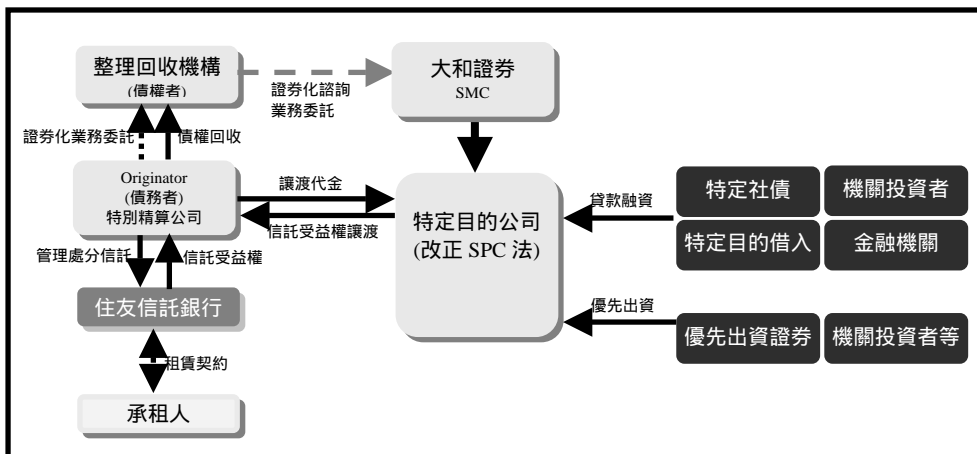 整理回收機構
(債權者)
大和證券
SMC
證券化諮詢
業務委託
證券化業務委託
債權回收
Originator
(債務者)
特別精算公司
讓渡代金
信託受益權讓渡
特定目的公司
(改正 SPC 法)
貸款融資
特定社債
機關投資者
特定目的借入
金融機關
管理處分信託
信託受益權
住友信託銀行
優先出資
優先出資證券
機關投資者等
租賃契約
承租人